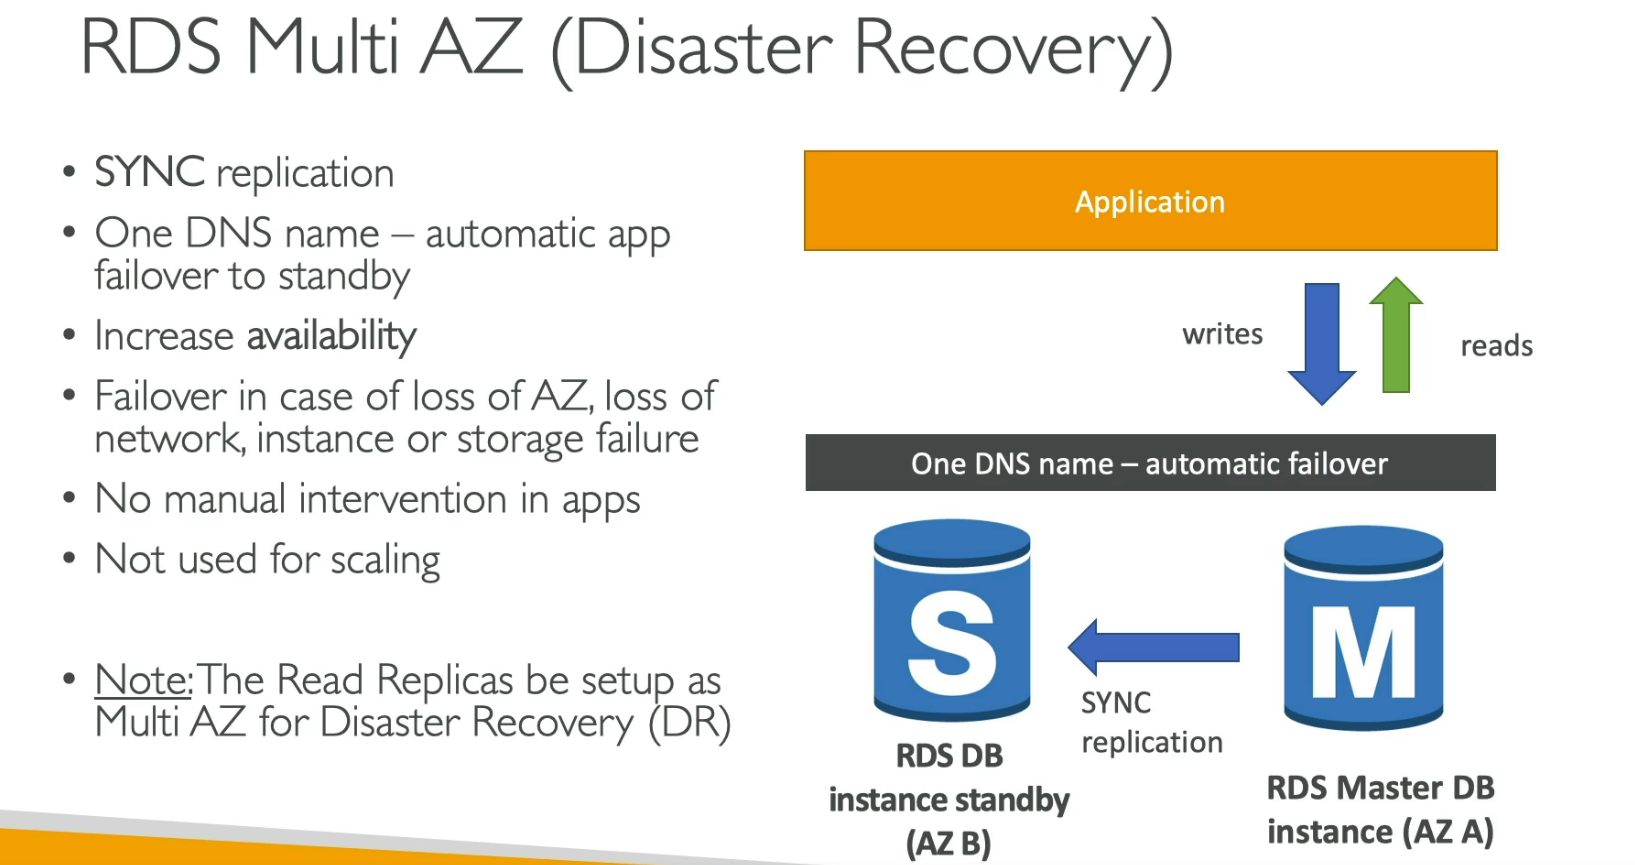 RDS Multi AZ (Disaster Recovery)
• SYNC replication
• One DNS name – automatic app
failover to standby
• Increase availability
• Failover in case of loss of AZ, loss of
network, instance or storage failure
• No manual intervention in apps
• Not used for scaling
• Note: The Read Replicas be setup as
Multi AZ for Disaster Recovery (DR)
Application
writes
reads
One DNS name – automatic failover
S
M
SYNC
replication
RDS DB
instance standby
(AZ B)
RDS Master DB
instance (AZ A)